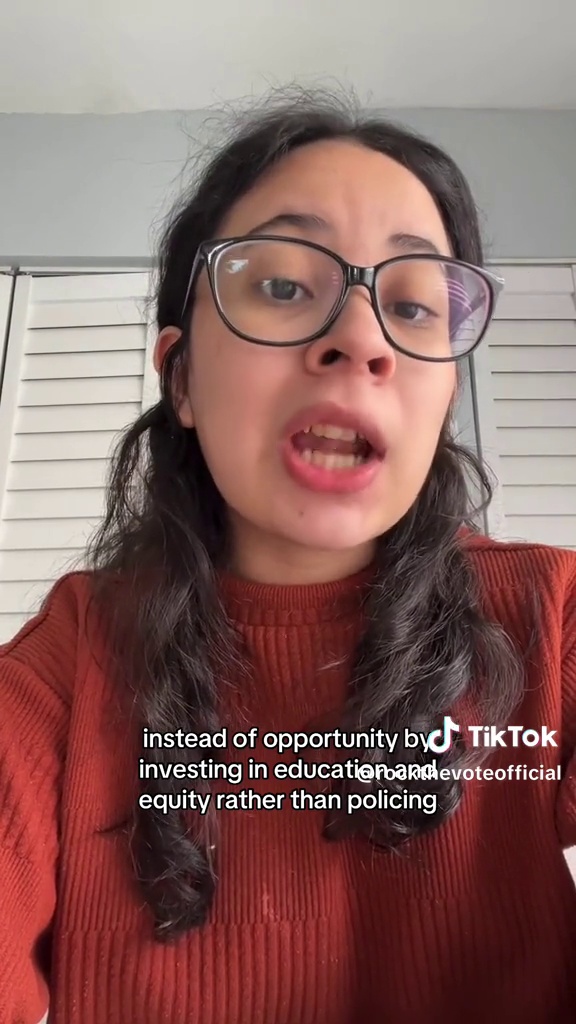 instead of opportunity by
TikTok
investing in education and
@rockthevoteofficial
equity rather than policing